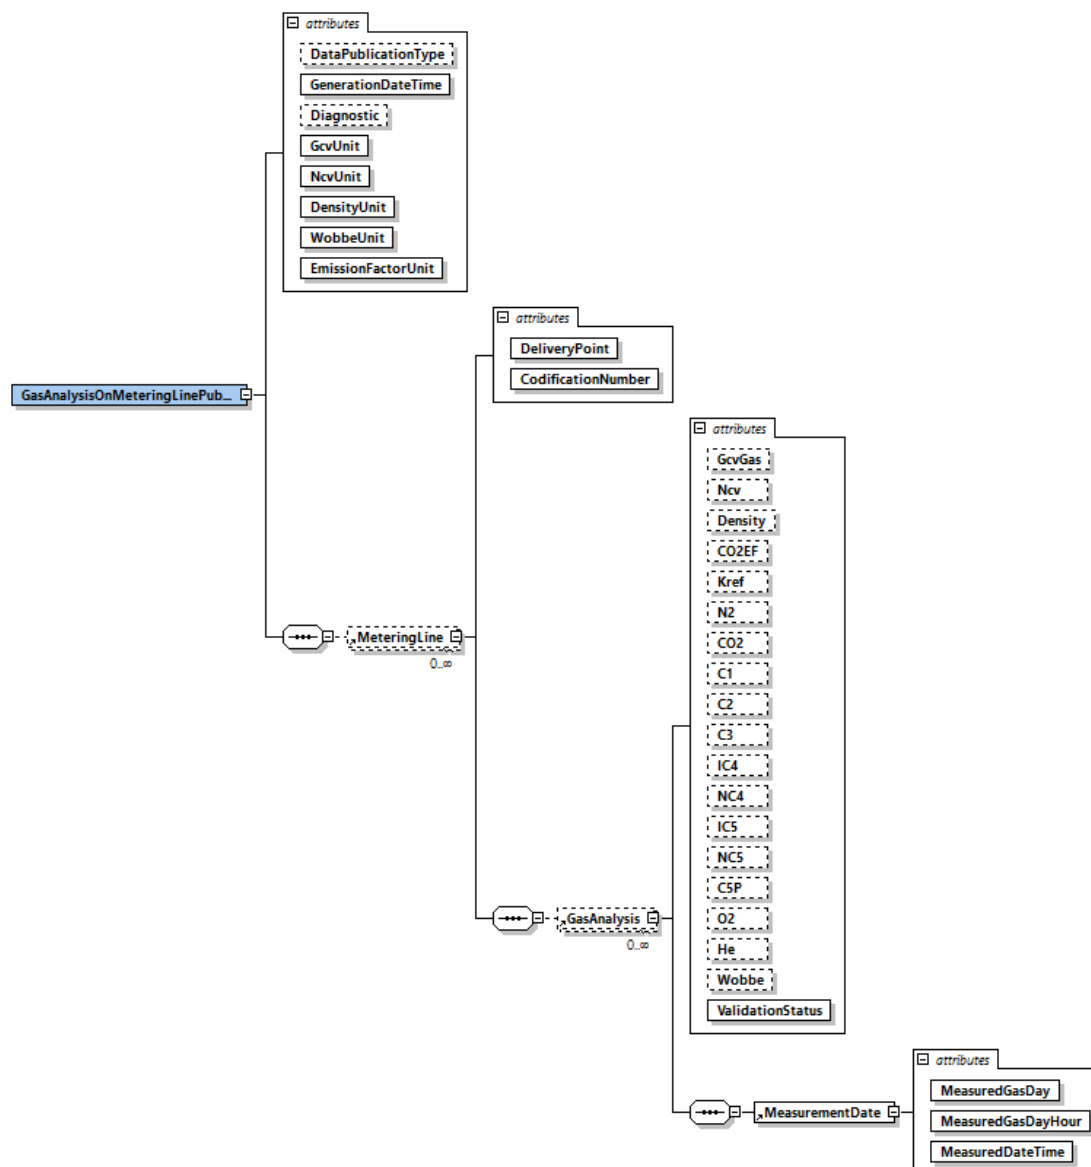 attributes
DataPublicationType
GenerationDateTime
Diagnostic
GcvUnit
NcvUnit
DensityUnit
WobbeUnit
EmissionFactorUnit
attributes
DeliveryPoint
CodificationNumber
GasAnalysisOnMeteringLinePub...
attributes
GcvGas
Ncv
Density
CO2EF
Kref
N2
CO2
C1
C2
C3
IC4
NC4
IC5
NC5
C5P
O2
He
Wobbe
ValidationStatus
MeteringLine
0..∞
GasAnalysis
0..∞
attributes
MeasuredGasDay
MeasuredGasDayHour
MeasuredDateTime
MeasurementDate